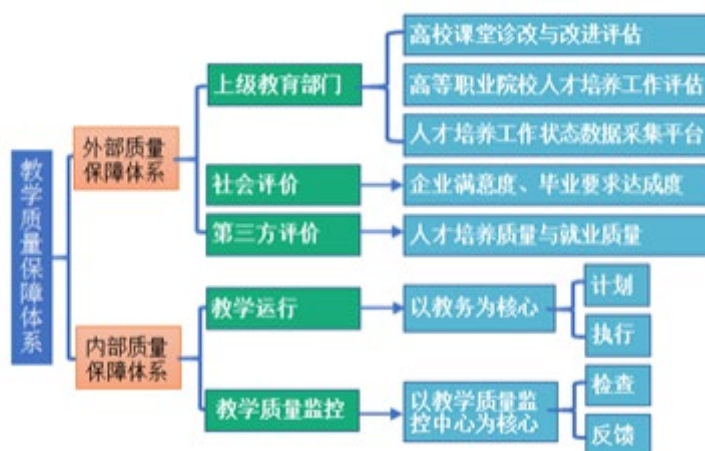 教学质量保障体系
外部质量
保障体系
上级教育部门
高校课堂诊改与改进评估
高等职业院校人才培养工作评估
人才培养工作状态数据采集平台
社会评价
企业满意度、毕业要求达成度
第三方评价
人才培养质量与就业质量
内部质量
保障体系
教学运行
以教务为核心
计划
执行
教学质量监控
以教学质量监
控中心为核心
检查
反馈